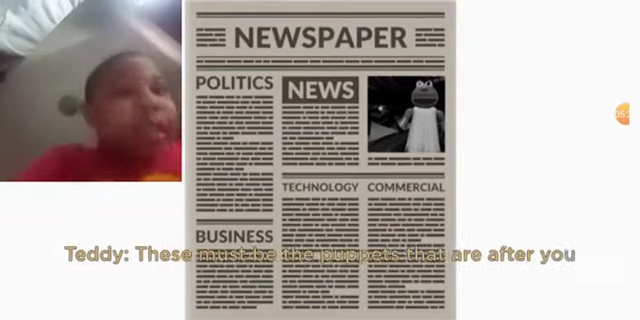 NEWSPAPER
POLITICS
NEWS
TECHNOLOGY
COMMERCIAL
BUSINESS
Teddy: These must be the puppets that are after you